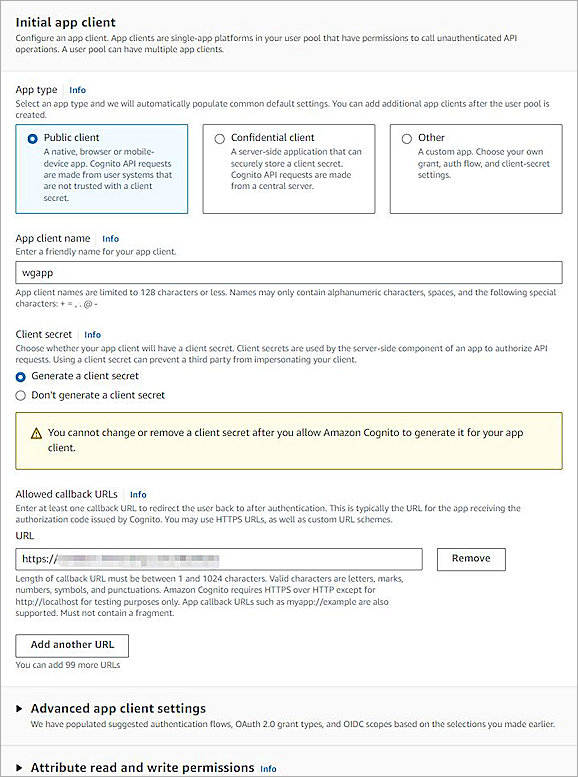 Initial app client
Configure an app client. App clients are single-app platforms in your user pool that have permissions to call unauthenticated API
operations. A user pool can have multiple app clients.
App type Info
Select an app type and we will automatically populate common default settings. You can add additional app clients after the user pool is
created.
Public client
A native, browser or mobile-
device app. Cognito API requests
are made from user systems that
are not trusted with a client
secret.
Confidential client
A server-side application that can
securely store a client secret.
Cognito API requests are made
from a central server.
Other
A custom app. Choose your own
grant, auth flow, and client-secret
settings.
App client name Info
Enter a friendly name for your app client.
wgapp
App client names are limited to 128 characters or less. Names may only contain alphanumeric characters, spaces, and the following special
characters: + = , . @ -
Client secret Info
Choose whether your app client will have a client secret. Client secrets are used by the server-side component of an app to authorize API
requests. Using a client secret can prevent a third party from impersonating your client.
Generate a client secret
Don't generate a client secret
You cannot change or remove a client secret after you allow Amazon Cognito to generate it for your app
client.
Allowed callback URLs Info
Enter at least one callback URL to redirect the user back to after authentication. This is typically the URL for the app receiving the
authorization code issued by Cognito. You may use HTTPS URLs, as well as custom URL schemes.
URL
https://
Remove
Length of callback URL must be between 1 and 1024 characters. Valid characters are letters, marks,
numbers, symbols, and punctuations. Amazon Cognito requires HTTPS over HTTP except for
http://localhost for testing purposes only. App callback URLs such as myapp://example are also
supported. Must not contain a fragment.
Add another URL
You can add 99 more URLs
Advanced app client settings
We have populated suggested authentication flows, OAuth 2.0 grant types, and OIDC scopes based on the selections you made earlier.
Attribute read and write permissions Info